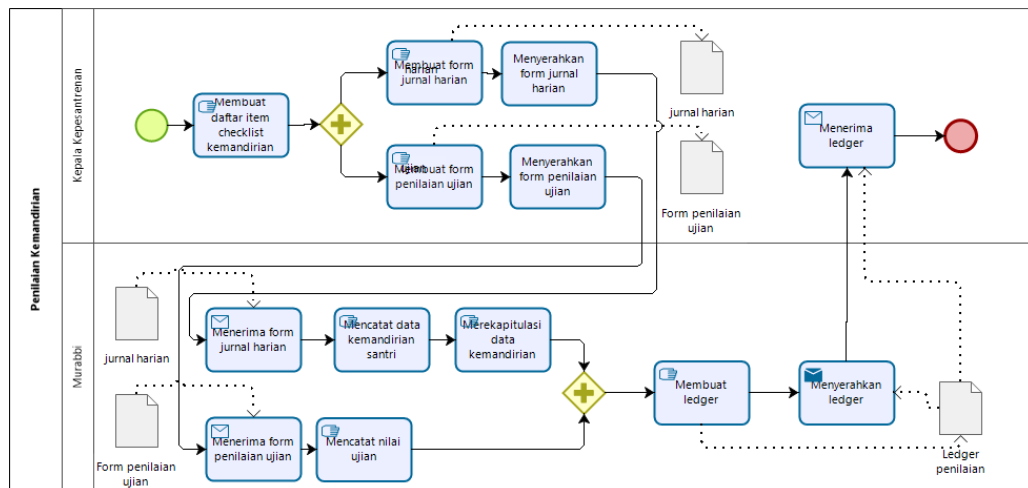 Penilaian Kemandirian
Kepala Kepesantrenan
Membuat
daftar item
checklist
kemandirian
harian
Membuat form
jurnal harian
Menyerahkan
form jurnal
harian
jurnal harian
ujian
Membuat form
penilaian ujian
Menyerahkan
form penilaian
ujian
Form penilaian
ujian
Menerima
ledger
Murabbi
jurnal harian
Menerima form
jurnal harian
Mencatat data
kemandirian
santri
Merekapitulasi
data
kemandirian
Form penilaian
ujian
Menerima form
penilaian ujian
Mencatat nilai
ujian
Membuat
ledger
Menyerahkan
ledger
Ledger
penilaian